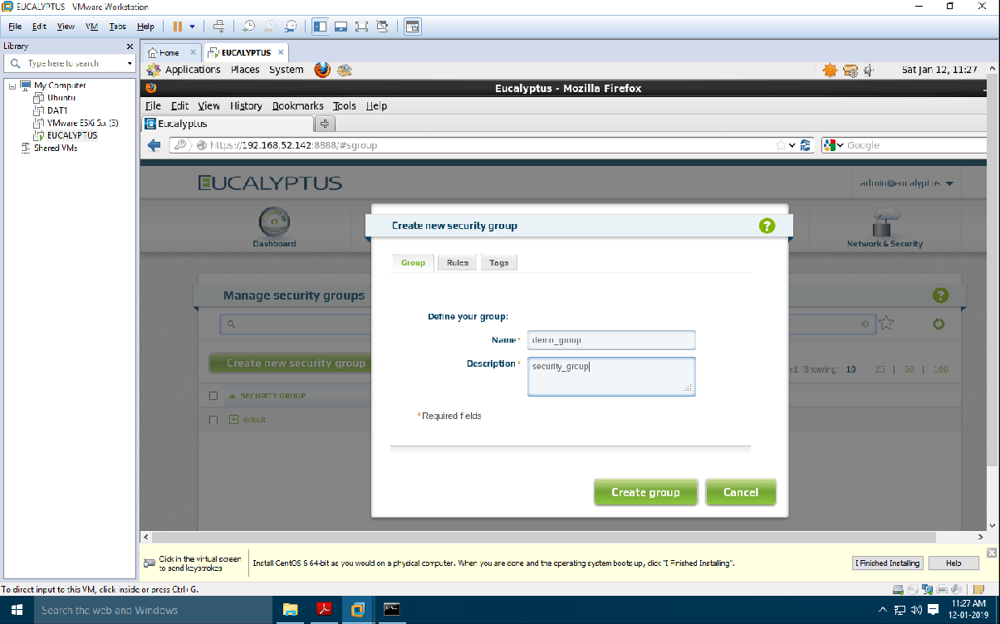 EUCALYPTUS - VMware Workstation
File Edit View VM Tabs Help
Library
Type here to search
My Computer
Ubuntu
DAT1
VMware ESXi 5.x (3)
EUCALYPTUS
Shared VMs
Home
EUCALYPTUS
Applications Places System
Sat Jan 12, 11:27
Eucalyptus - Mozilla Firefox
File Edit View History Bookmarks Tools Help
Eucalyptus
https://192.168.52.142:8888/#sgroup
Google
EUCALYPTUS
admin@eucalyptus
Dashboard
Network & Security
Manage security groups
?
Create new security group
nd. Showing: 10 25 | 50 | 100
SECURITY GROUP
default
Create new security group
?
Group Rules Tags
Define your group:
Name* demo_group
Description* security_group
*Required fields
Create group Cancel
Click in the virtual screen
to send keystrokes
Install CentOS 6 64-bit as you would on a physical computer. When you are done and the operating system boots up, click "I Finished Installing".
I Finished Installing
Help
To direct input to this VM, click inside or press Ctrl+G.
Search the web and Windows
11:27 AM
12-01-2019